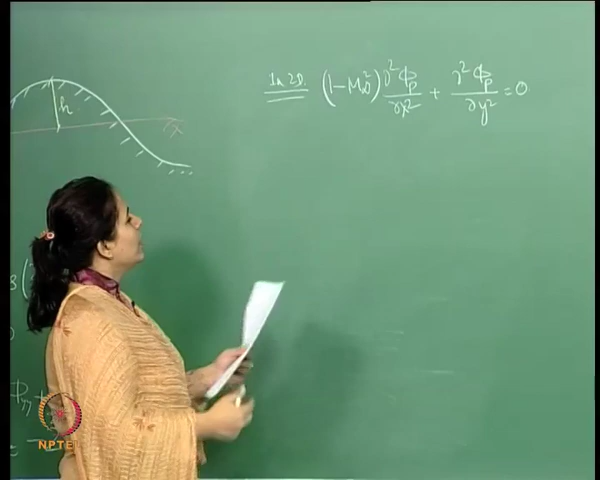 In 2D. (1-M∞²) ∂²Φp/∂x² + ∂²Φp/∂y² = 0
h
x
NPTEL